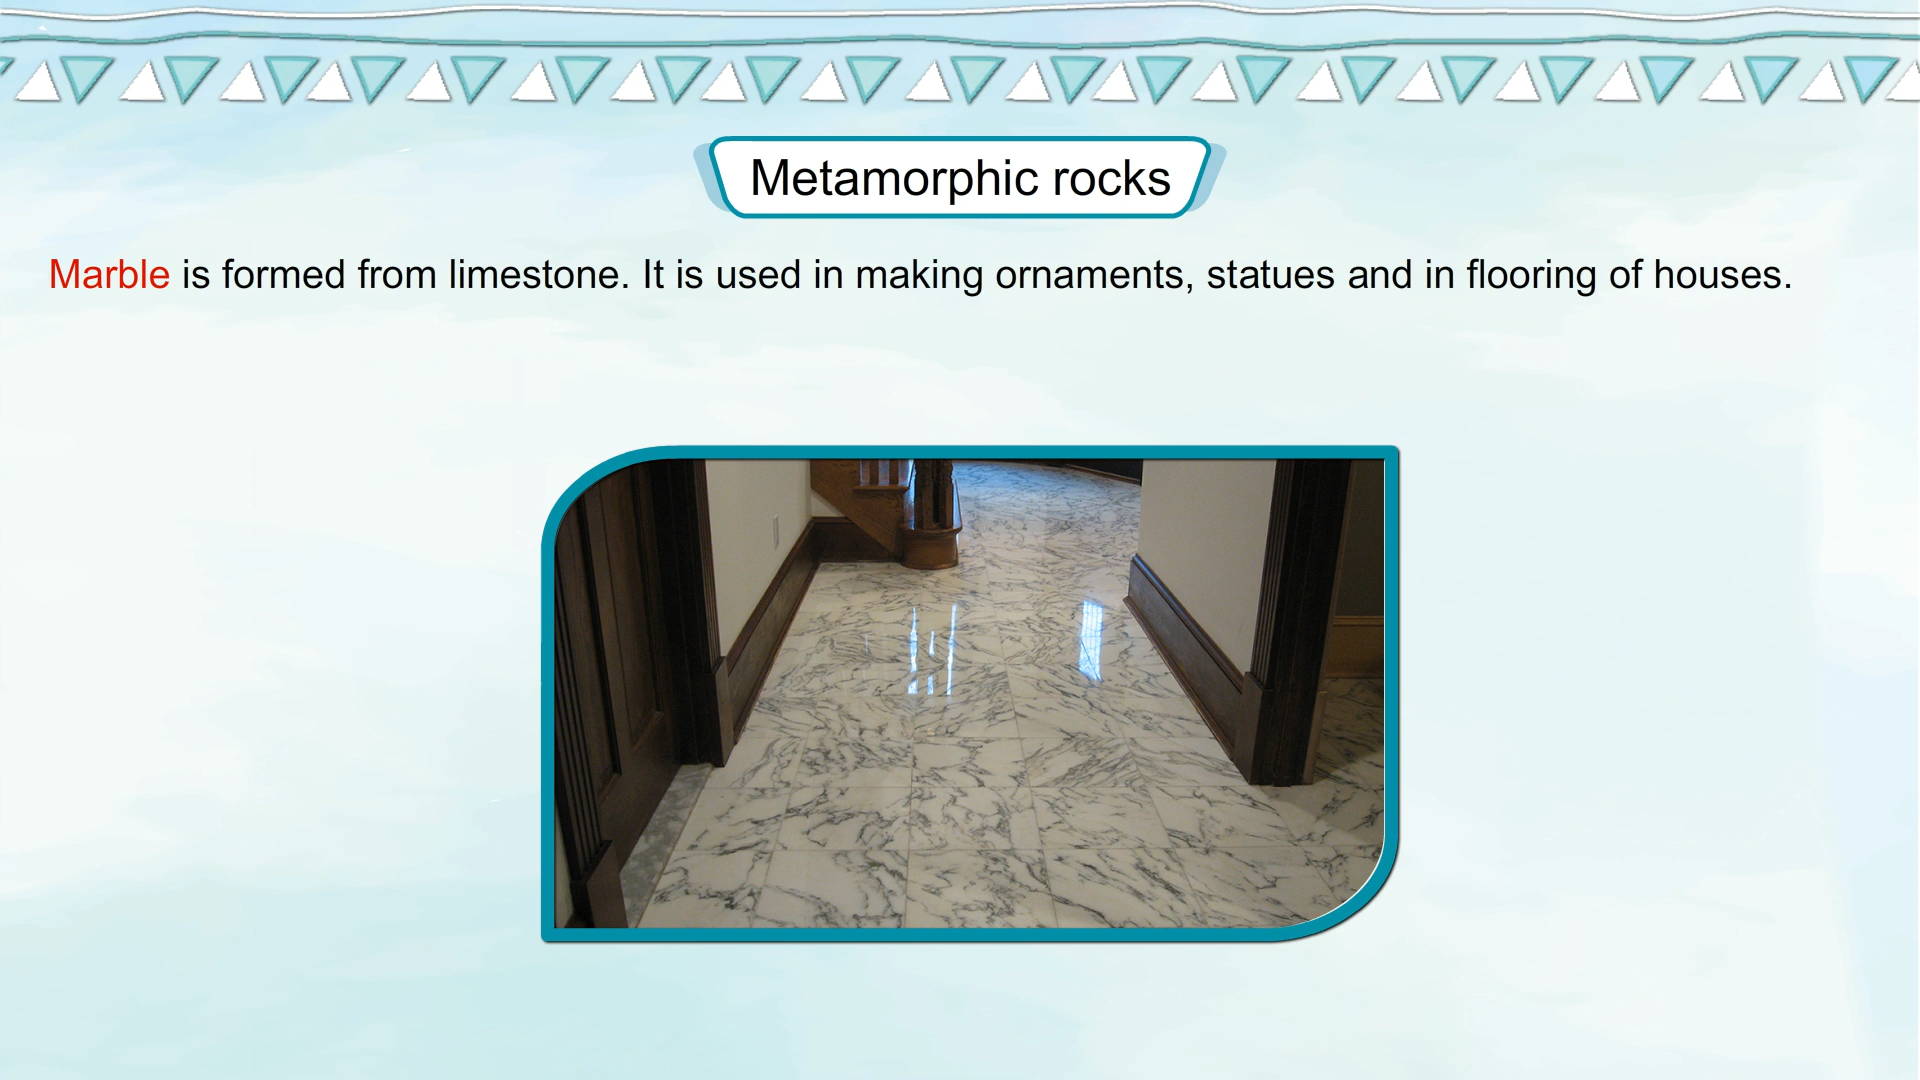 Metamorphic rocks
Marble is formed from limestone. It is used in making ornaments, statues and in flooring of houses.